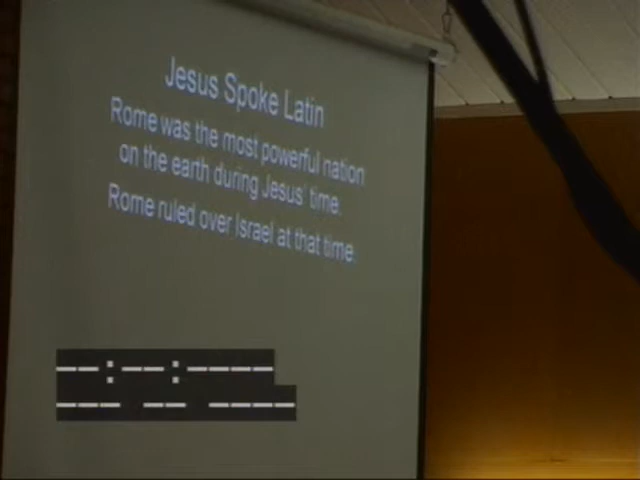 Jesus Spoke Latin
Rome was the most powerful nation
on the earth during Jesus' time.
Rome ruled over Israel at that time.
--:--:----
--- -- ----